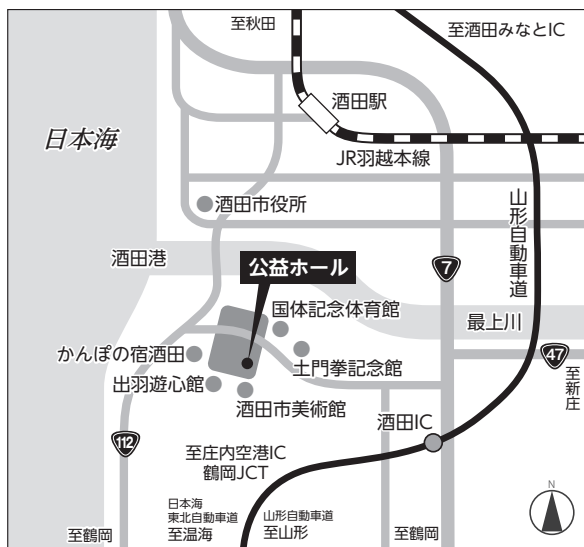 至秋田
至酒田みなとIC
酒田駅
日本海
JR羽越本線
山形自動車道
酒田市役所
酒田港
公益ホール
7
国体記念体育館
最上川
かんぽの宿酒田
土門拳記念館
47
至新庄
出羽遊心館
酒田市美術館
酒田IC
112
至庄内空港IC
鶴岡JCT
日本海
東北自動車道
至温海
山形自動車道
至山形
至鶴岡
至鶴岡
N